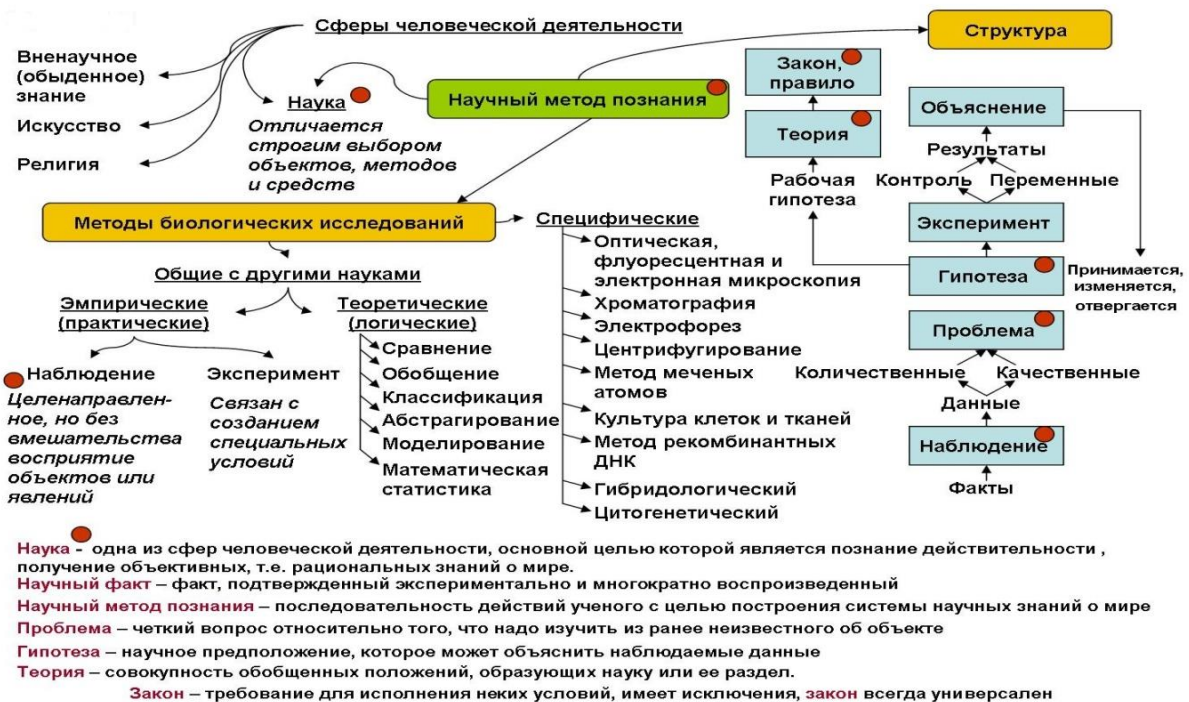 Сферы человеческой деятельности
Структура
Вненаучное
(обыденное)
знание
Искусство
Религия
Наука
Отличается
строгим выбором
объектов, методов
и средств
Научный метод познания
Закон,
правило
Теория
Рабочая
гипотеза
Объяснение
Результаты
Контроль
Переменные
Эксперимент
Гипотеза
Принимается,
изменяется,
отвергается
Проблема
Количественные
Качественные
Данные
Наблюдение
Факты
Методы биологических исследований
Общие с другими науками
Эмпирические
(практические)
Теоретические
(логические)
Наблюдение
Целенаправлен-
ное, но без
вмешательства
восприятие
объектов или
явлений
Эксперимент
Связан с
созданием
специальных
условий
Сравнение
Обобщение
Классификация
Абстрагирование
Моделирование
Математическая
статистика
Специфические
Оптическая,
флуоресцентная и
электронная микроскопия
Хроматография
Электрофорез
Центрифугирование
Метод меченых
атомов
Культура клеток и тканей
Метод рекомбинантных
ДНК
Гибридологический
Цитогенетический
Наука - одна из сфер человеческой деятельности, основной целью которой является познание действительности ,
получение объективных, т.е. рациональных знаний о мире.
Научный факт – факт, подтвержденный экспериментально и многократно воспроизведенный
Научный метод познания – последовательность действий ученого с целью построения системы научных знаний о мире
Проблема – четкий вопрос относительно того, что надо изучить из ранее неизвестного об объекте
Гипотеза – научное предположение, которое может объяснить наблюдаемые данные
Теория – совокупность обобщенных положений, образующих науку или ее раздел.
Закон – требование для исполнения неких условий, имеет исключения, закон всегда универсален